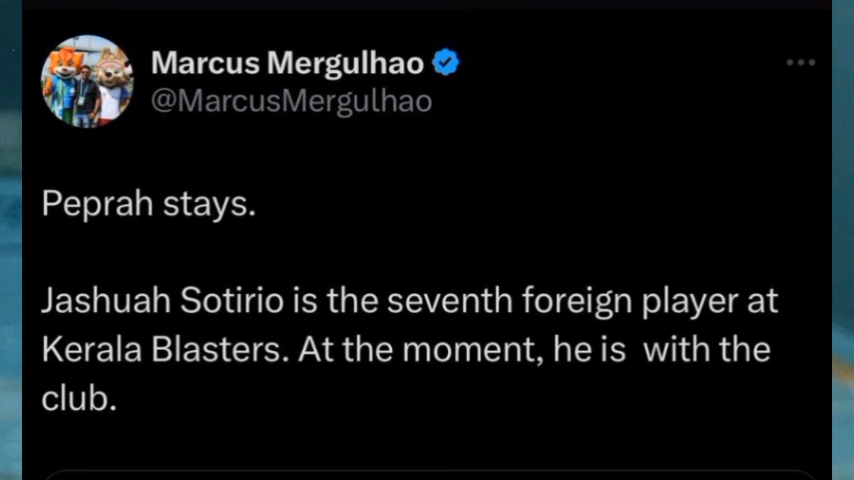 Marcus Mergulhao
@MarcusMergulhao
Peprah stays.
Jashuah Sotirio is the seventh foreign player at
Kerala Blasters. At the moment, he is  with the
club.